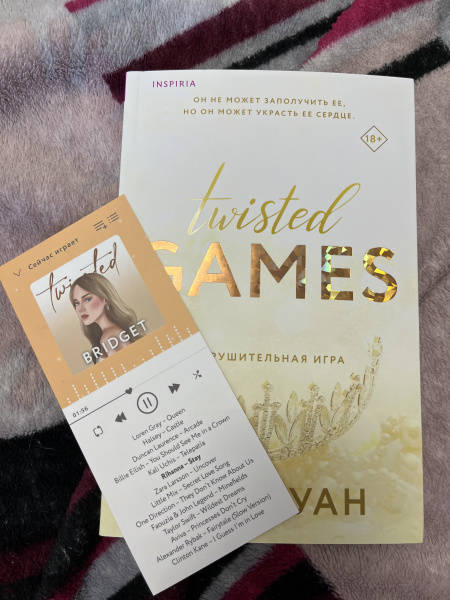 INSPIRIA
ОН НЕ МОЖЕТ ЗАПОЛУЧИТЬ ЕЕ,
НО ОН МОЖЕТ УКРАСТЬ ЕЕ СЕРДЦЕ.
18+
twisted
GAMES
РУШИТЕЛЬНАЯ ИГРА
УАН
Сейчас играет
twisted
BRIDGET
01:56
Loren Gray – Queen
Halsey – Castle
Duncan Laurence – Arcade
Billie Eilish – You Should See Me in a Crown
Kali Uchis – Telepatía
Rihanna – Stay
Zara Larsson – Uncover
Little Mix – Secret Love Song
One Direction – They Don't Know About Us
Faouzia & John Legend – Minefields
Taylor Swift – Wildest Dreams
Aviva – Princesses Don't Cry
Alexander Rybak – Fairytale (Slow Version)
Clinton Kane – I Guess I'm in Love